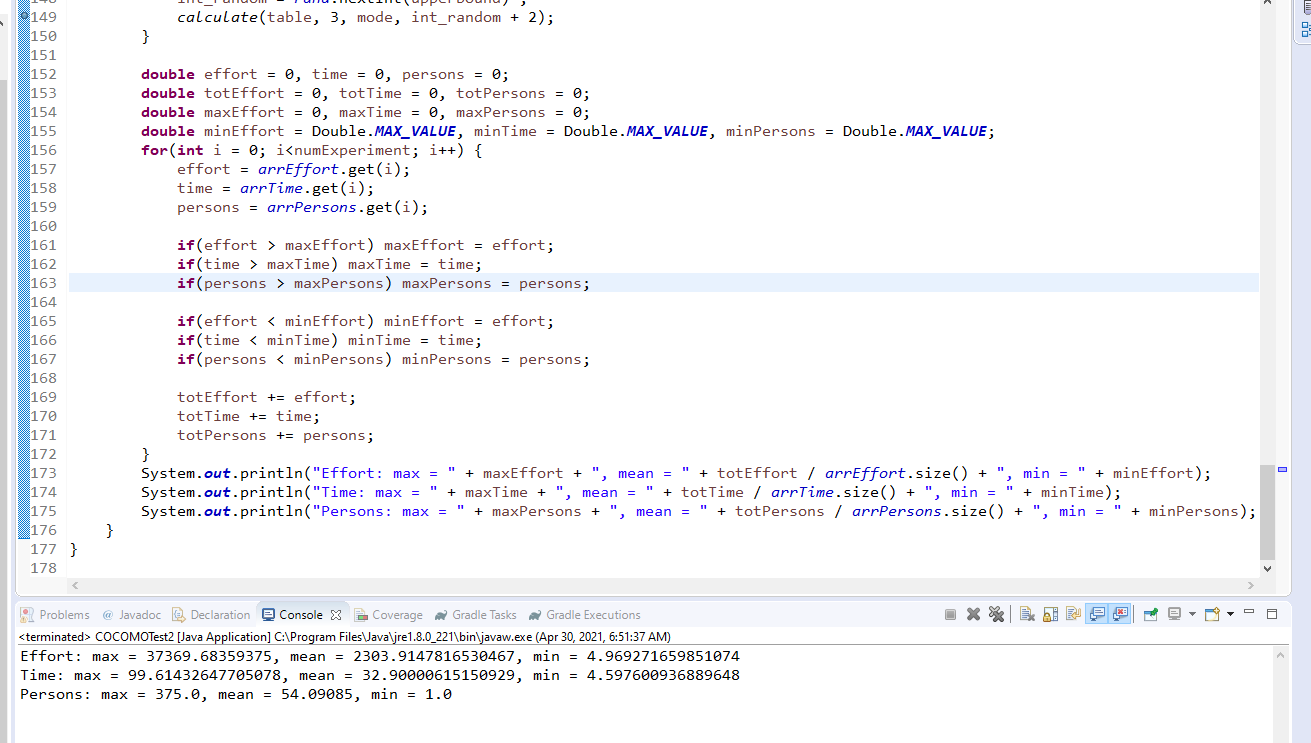 149 calculate(table, 3, mode, int_random + 2);
150 }
151
152 double effort = 0, time = 0, persons = 0;
153 double totEffort = 0, totTime = 0, totPersons = 0;
154 double maxEffort = 0, maxTime = 0, maxPersons = 0;
155 double minEffort = Double.MAX_VALUE, minTime = Double.MAX_VALUE, minPersons = Double.MAX_VALUE;
156 for(int i = 0; i<numExperiment; i++) {
157 effort = arrEffort.get(i);
158 time = arrTime.get(i);
159 persons = arrPersons.get(i);
160
161 if(effort > maxEffort) maxEffort = effort;
162 if(time > maxTime) maxTime = time;
163 if(persons > maxPersons) maxPersons = persons;
164
165 if(effort < minEffort) minEffort = effort;
166 if(time < minTime) minTime = time;
167 if(persons < minPersons) minPersons = persons;
168
169 totEffort += effort;
170 totTime += time;
171 totPersons += persons;
172 }
173 System.out.println("Effort: max = " + maxEffort + ", mean = " + totEffort / arrEffort.size() + ", min = " + minEffort);
174 System.out.println("Time: max = " + maxTime + ", mean = " + totTime / arrTime.size() + ", min = " + minTime);
175 System.out.println("Persons: max = " + maxPersons + ", mean = " + totPersons / arrPersons.size() + ", min = " + minPersons);
176 }
177 }
178
Problems @ Javadoc Declaration Console Coverage Gradle Tasks Gradle Executions
<terminated> COCOMOTest2 [Java Application] C:\Program Files\Java\jre1.8.0_221\bin\javaw.exe (Apr 30, 2021, 6:51:37 AM)
Effort: max = 37369.68359375, mean = 2303.9147816530467, min = 4.969271659851074
Time: max = 99.61432647705078, mean = 32.90000615150929, min = 4.597600936889648
Persons: max = 375.0, mean = 54.09085, min = 1.0